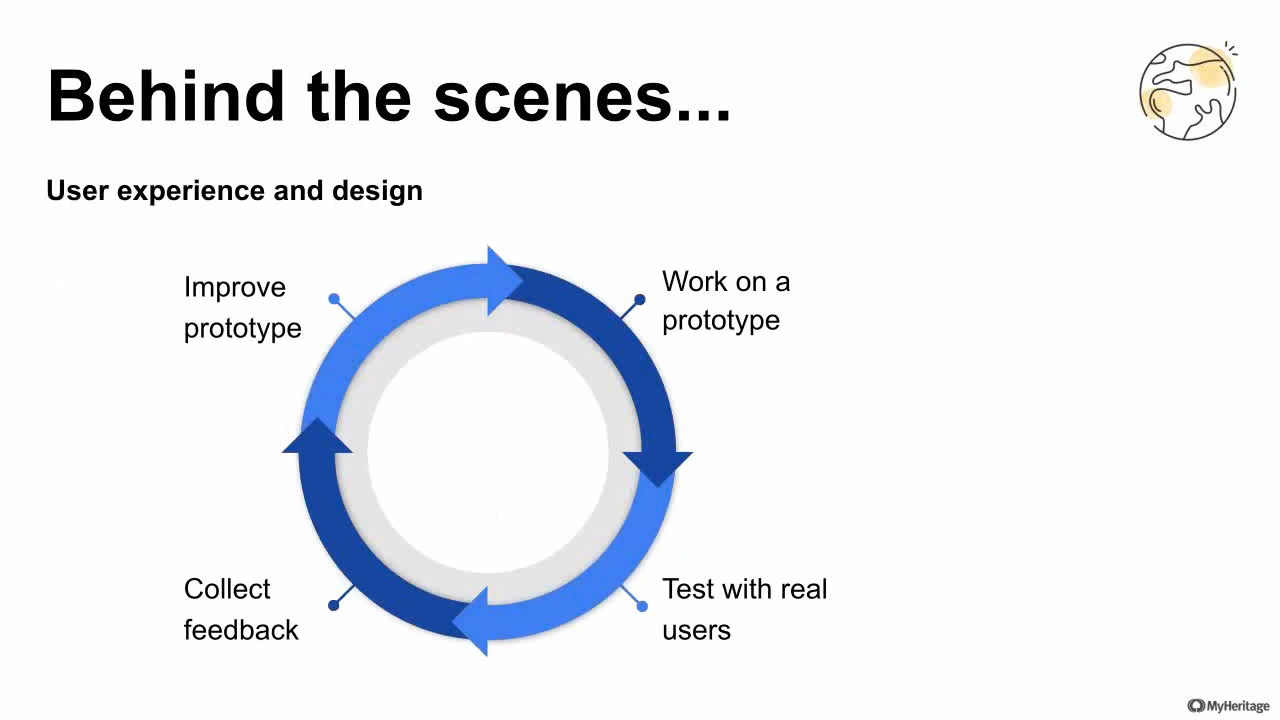 Behind the scenes...
User experience and design
Improve
prototype
Work on a
prototype
Collect
feedback
Test with real
users
MyHeritage